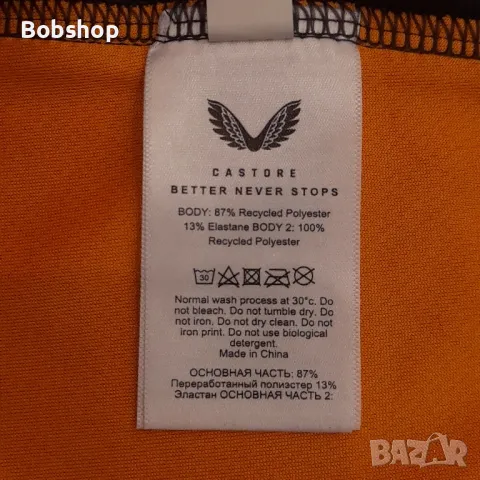 Bobshop
CASTORE
BETTER NEVER STOPS
BODY: 87% Recycled Polyester
13% Elastane BODY 2: 100%
Recycled Polyester
30
Normal wash process at 30°c. Do
not bleach. Do not tumble dry. Do
not iron. Do not dry clean. Do not
iron print. Do not use biological
detergent.
Made in China
ОСНОВНАЯ ЧАСТЬ: 87%
Переработанный полиэстер 13%
Эластан ОСНОВНАЯ ЧАСТЬ 2:
BAZAR